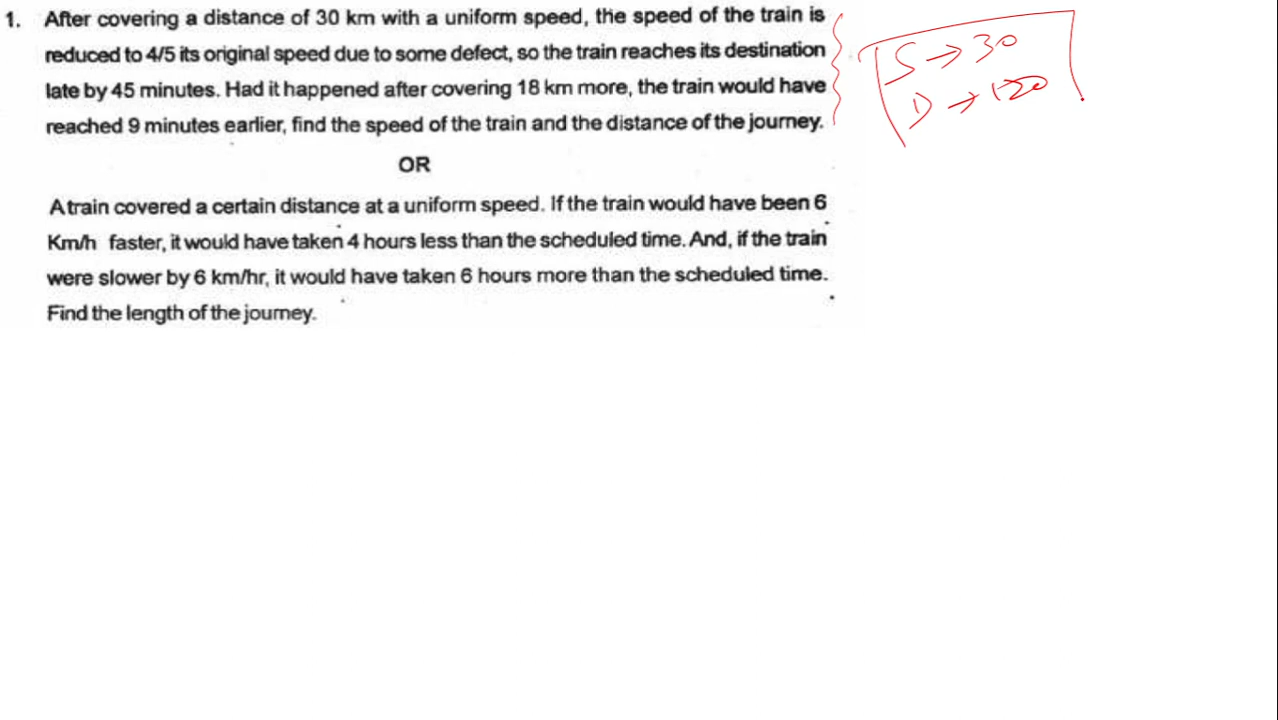 1. After covering a distance of 30 km with a uniform speed, the speed of the train is
reduced to 4/5 its original speed due to some defect, so the train reaches its destination
late by 45 minutes. Had it happened after covering 18 km more, the train would have
reached 9 minutes earlier, find the speed of the train and the distance of the journey.
S → 30
D → 120
OR
A train covered a certain distance at a uniform speed. If the train would have been 6
Km/h faster, it would have taken 4 hours less than the scheduled time. And, if the train
were slower by 6 km/hr, it would have taken 6 hours more than the scheduled time.
Find the length of the journey.